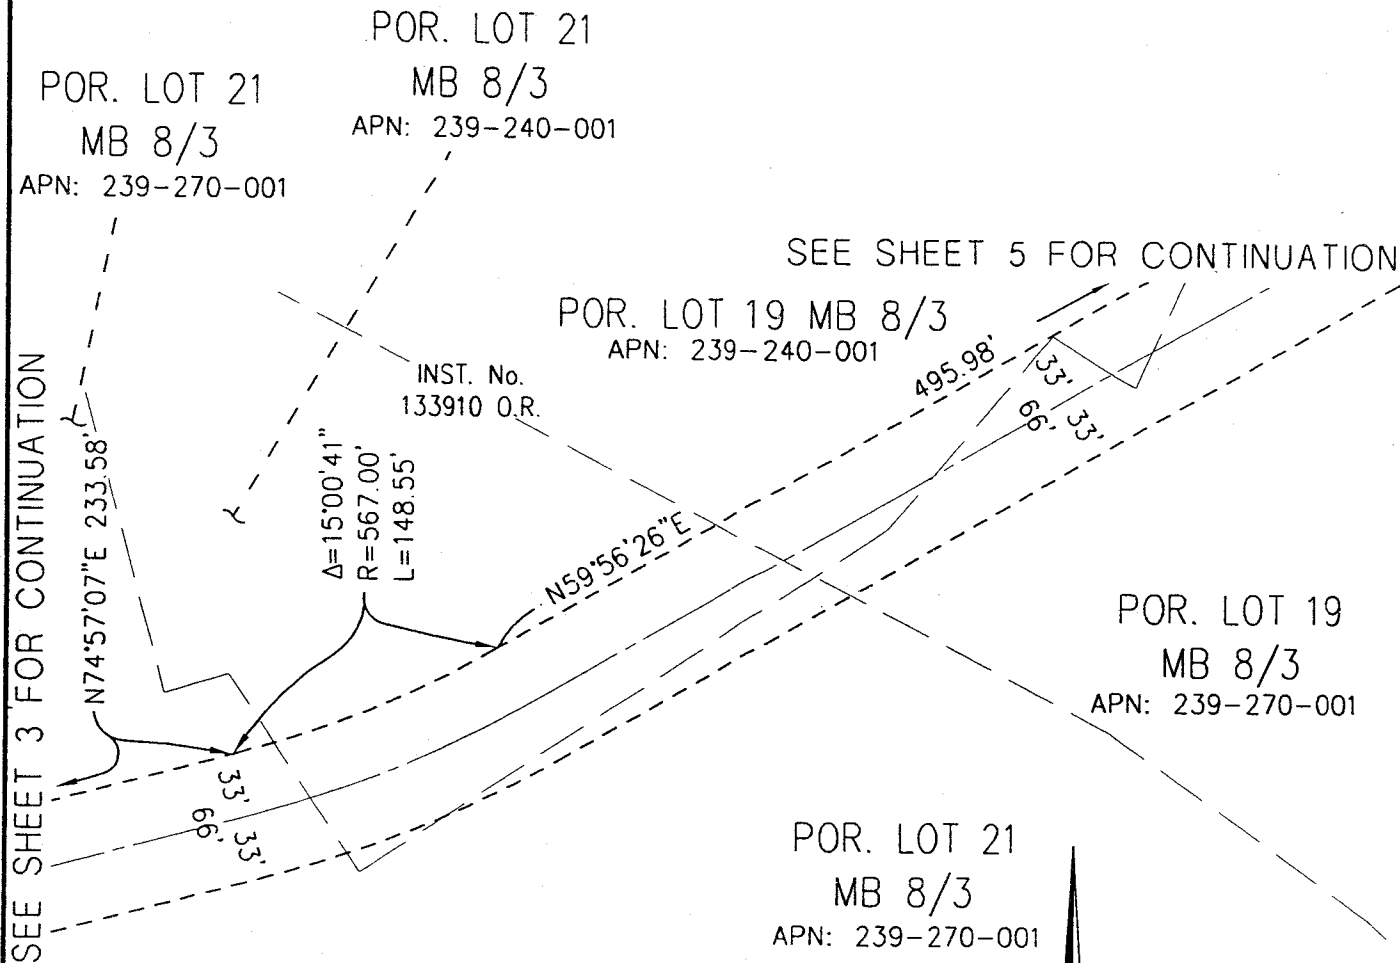 POR. LOT 21
MB 8/3
APN: 239-240-001
POR. LOT 21
MB 8/3
APN: 239-270-001
SEE SHEET 5 FOR CONTINUATION
POR. LOT 19 MB 8/3
APN: 239-240-001
INST. No.
133910 O.R.
495.98'
33'
33'
66'
SEE SHEET 3 FOR CONTINUATION
N74°57'07"E 233.58'
Δ=15°00'41"
R=567.00'
L=148.55'
N59°56'26"E
POR. LOT 19
MB 8/3
APN: 239-270-001
33'
33'
66'
POR. LOT 21
MB 8/3
APN: 239-270-001